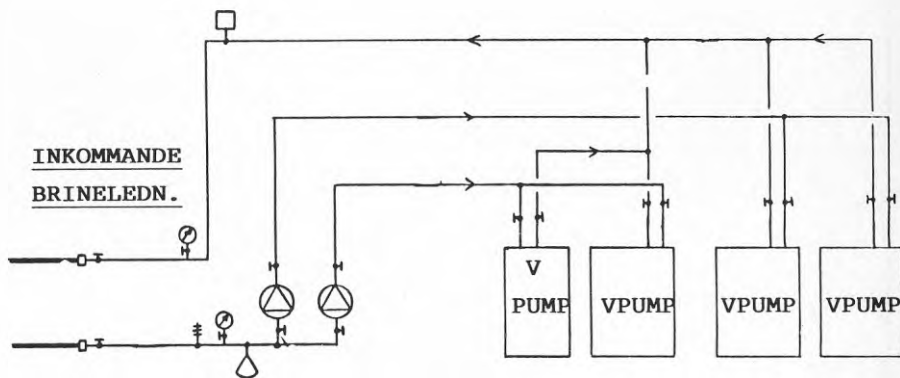 INKOMMANDE
BRINELEDN.
V
PUMP
VPUMP
VPUMP
VPUMP